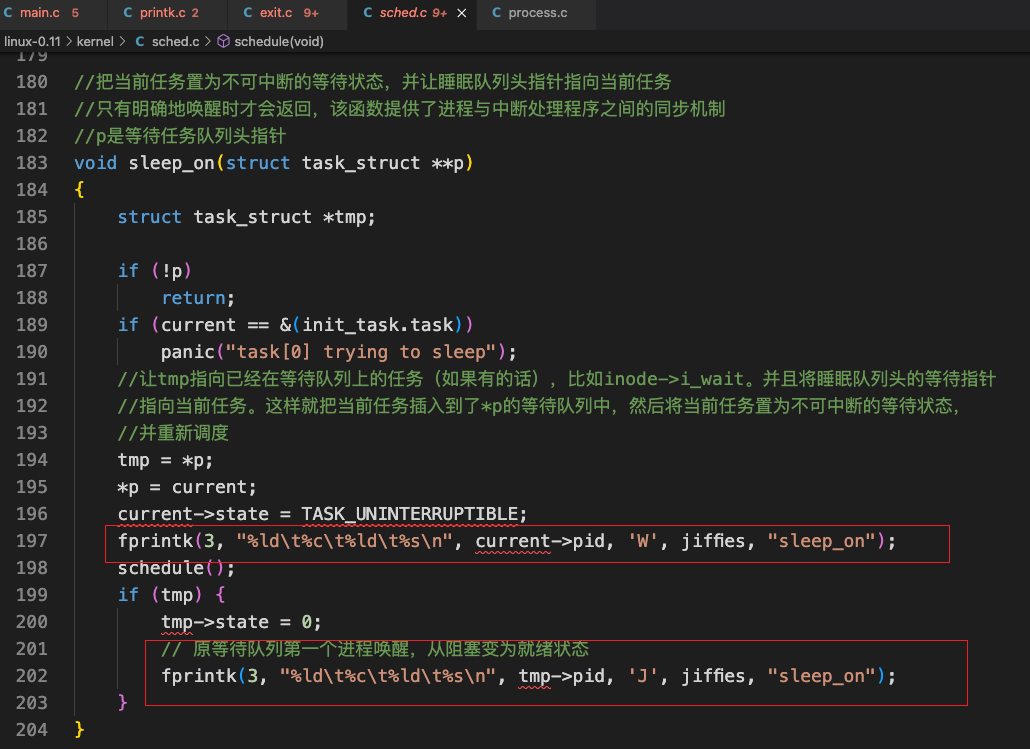 main.c 5 printk.c 2 exit.c 9+ sched.c 9+ process.c
linux-0.11 > kernel > C sched.c > schedule(void)
179
180 //把当前任务置为不可中断的等待状态，并让睡眠队列头指针指向当前任务
181 //只有明确地唤醒时才会返回，该函数提供了进程与中断处理程序之间的同步机制
182 //p是等待任务队列头指针
183 void sleep_on(struct task_struct **p)
184 {
185 struct task_struct *tmp;
186
187 if (!p)
188 return;
189 if (current == &(init_task.task))
190 panic("task[0] trying to sleep");
191 //让tmp指向已经在等待队列上的任务（如果有的话），比如inode->i_wait。并且将睡眠队列头的等待指针
192 //指向当前任务。这样就把当前任务插入到了*p的等待队列中，然后将当前任务置为不可中断的等待状态，
193 //并重新调度
194 tmp = *p;
195 *p = current;
196 current->state = TASK_UNINTERRUPTIBLE;
197 fprintk(3, "%ld\t%c\t%ld\t%s\n", current->pid, 'W', jiffies, "sleep_on");
198 schedule();
199 if (tmp) {
200 tmp->state = 0;
201 // 原等待队列第一个进程唤醒，从阻塞变为就绪状态
202 fprintk(3, "%ld\t%c\t%ld\t%s\n", tmp->pid, 'J', jiffies, "sleep_on");
203 }
204 }